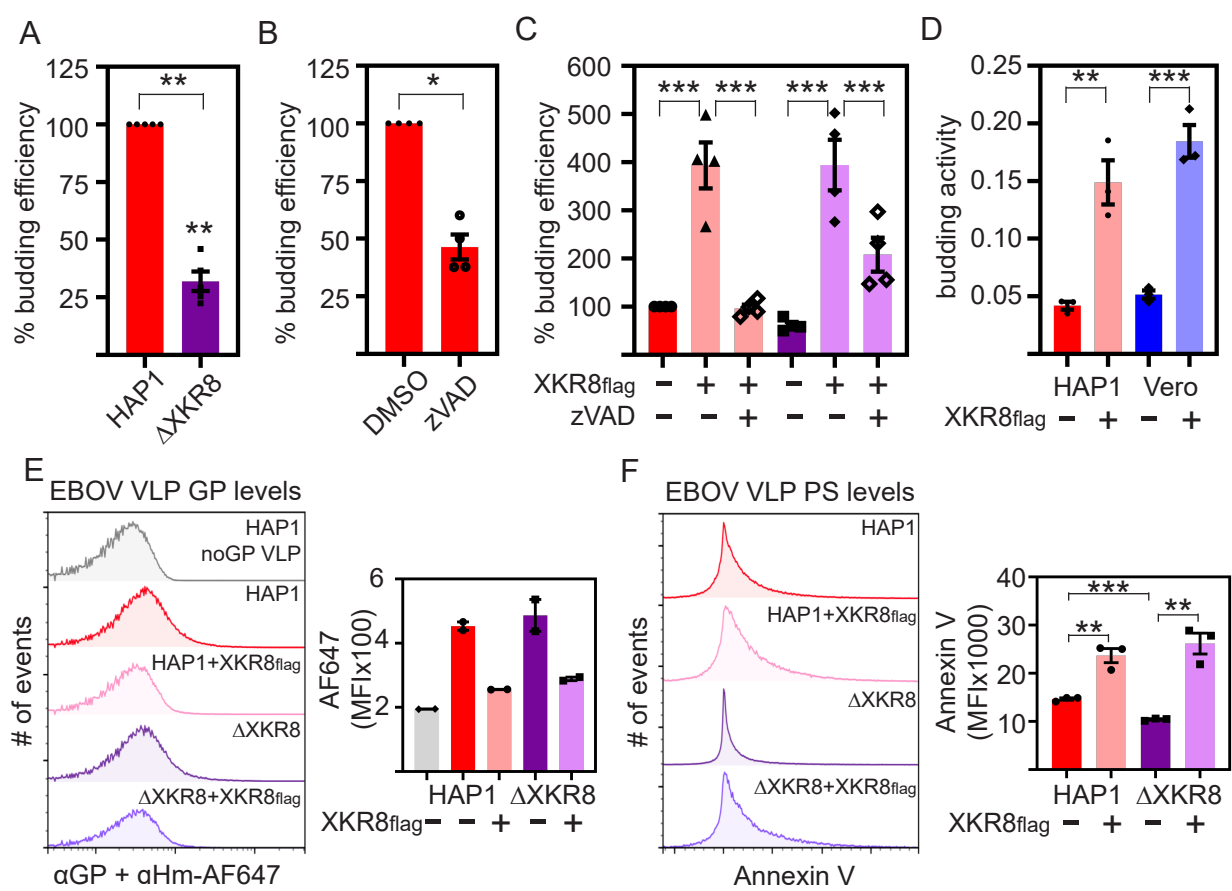 A
% budding efficiency
125
100
75
50
25
**
**
HAP1
ΔXKR8
B
% budding efficiency
125
100
75
50
25
*
DMSO
zVAD
C
% budding efficiency
600
500
400
300
200
100
*** *** *** ***
XKR8flag − + + − + +
zVAD − − + − − +
D
budding activity
0.25
0.20
0.15
0.10
0.05
** ***
HAP1 Vero
XKR8flag − + − +
E
EBOV VLP GP levels
# of events
HAP1
noGP VLP
HAP1
HAP1+XKR8flag
ΔXKR8
ΔXKR8+XKR8flag
αGP + αHm-AF647
AF647
(MFIx100)
6
4
2
HAP1 ΔXKR8
XKR8flag − − + − +
F
EBOV VLP PS levels
# of events
HAP1
HAP1+XKR8flag
ΔXKR8
ΔXKR8+XKR8flag
Annexin V
Annexin V
(MFIx1000)
40
30
20
10
***
** **
HAP1 ΔXKR8
XKR8flag − + − +